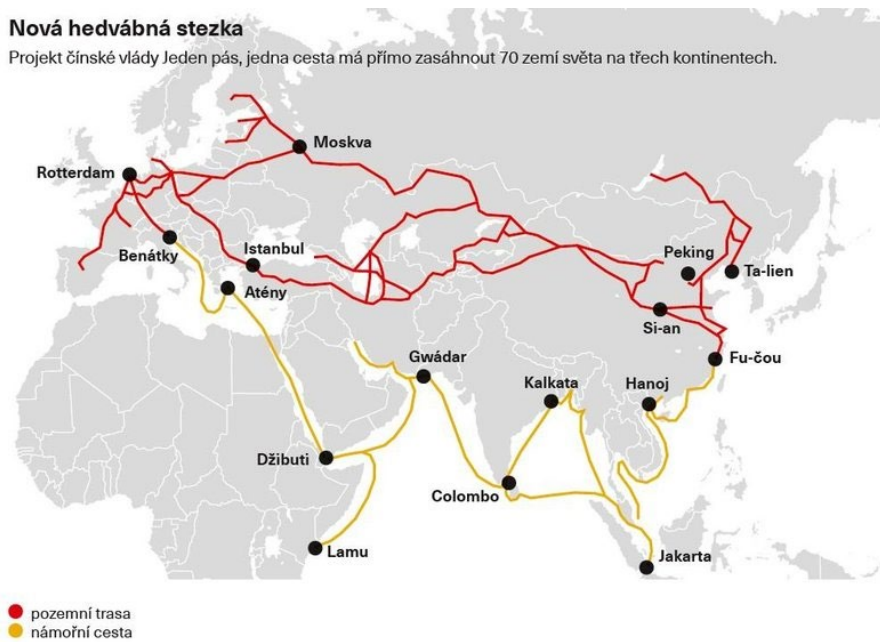 Nová hedvábná stezka
Projekt čínské vlády Jeden pás, jedna cesta má přímo zasáhnout 70 zemí světa na třech kontinentech.
Moskva
Rotterdam
Benátky
Istanbul
Atény
Peking
Ta-lien
Si-an
Fu-čou
Gwádar
Kalkata
Hanoj
Džibuti
Colombo
Lamu
Jakarta
pozemní trasa
námořní cesta